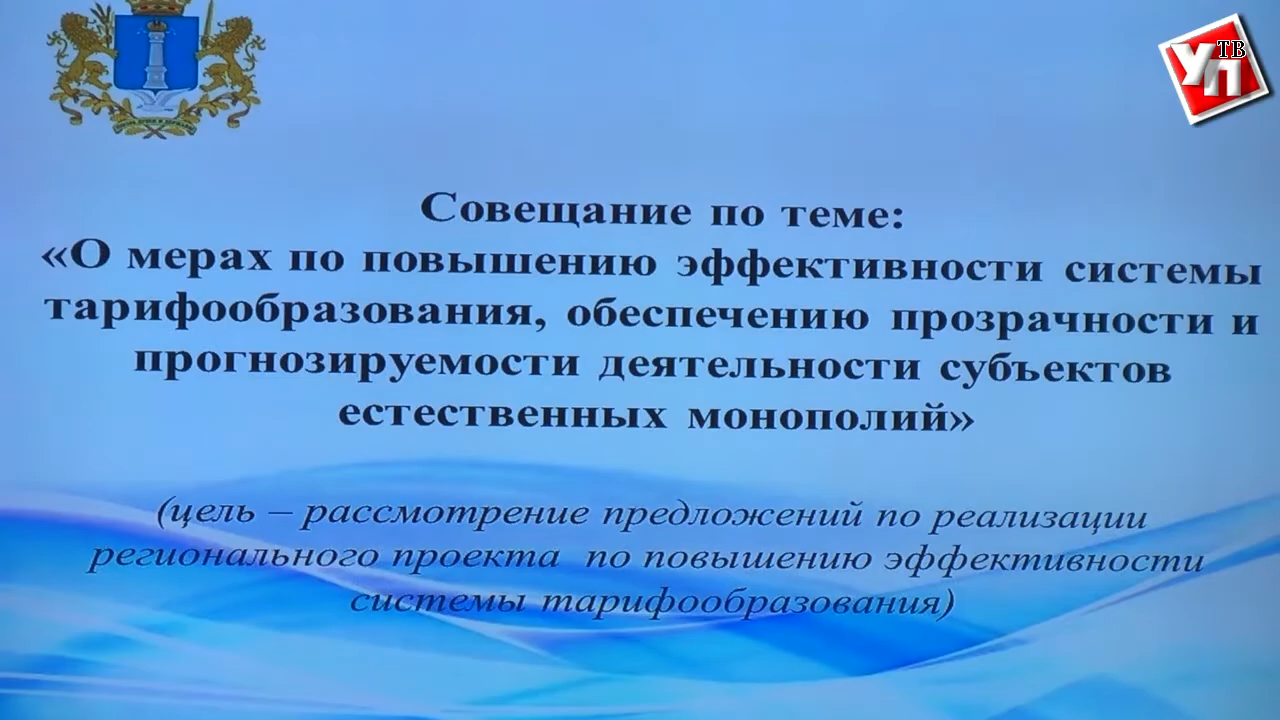 УП
ТВ
Совещание по теме:
«О мерах по повышению эффективности системы
тарифообразования, обеспечению прозрачности и
прогнозируемости деятельности субъектов
естественных монополий»
(цель – рассмотрение предложений по реализации
регионального проекта по повышению эффективности
системы тарифообразования)